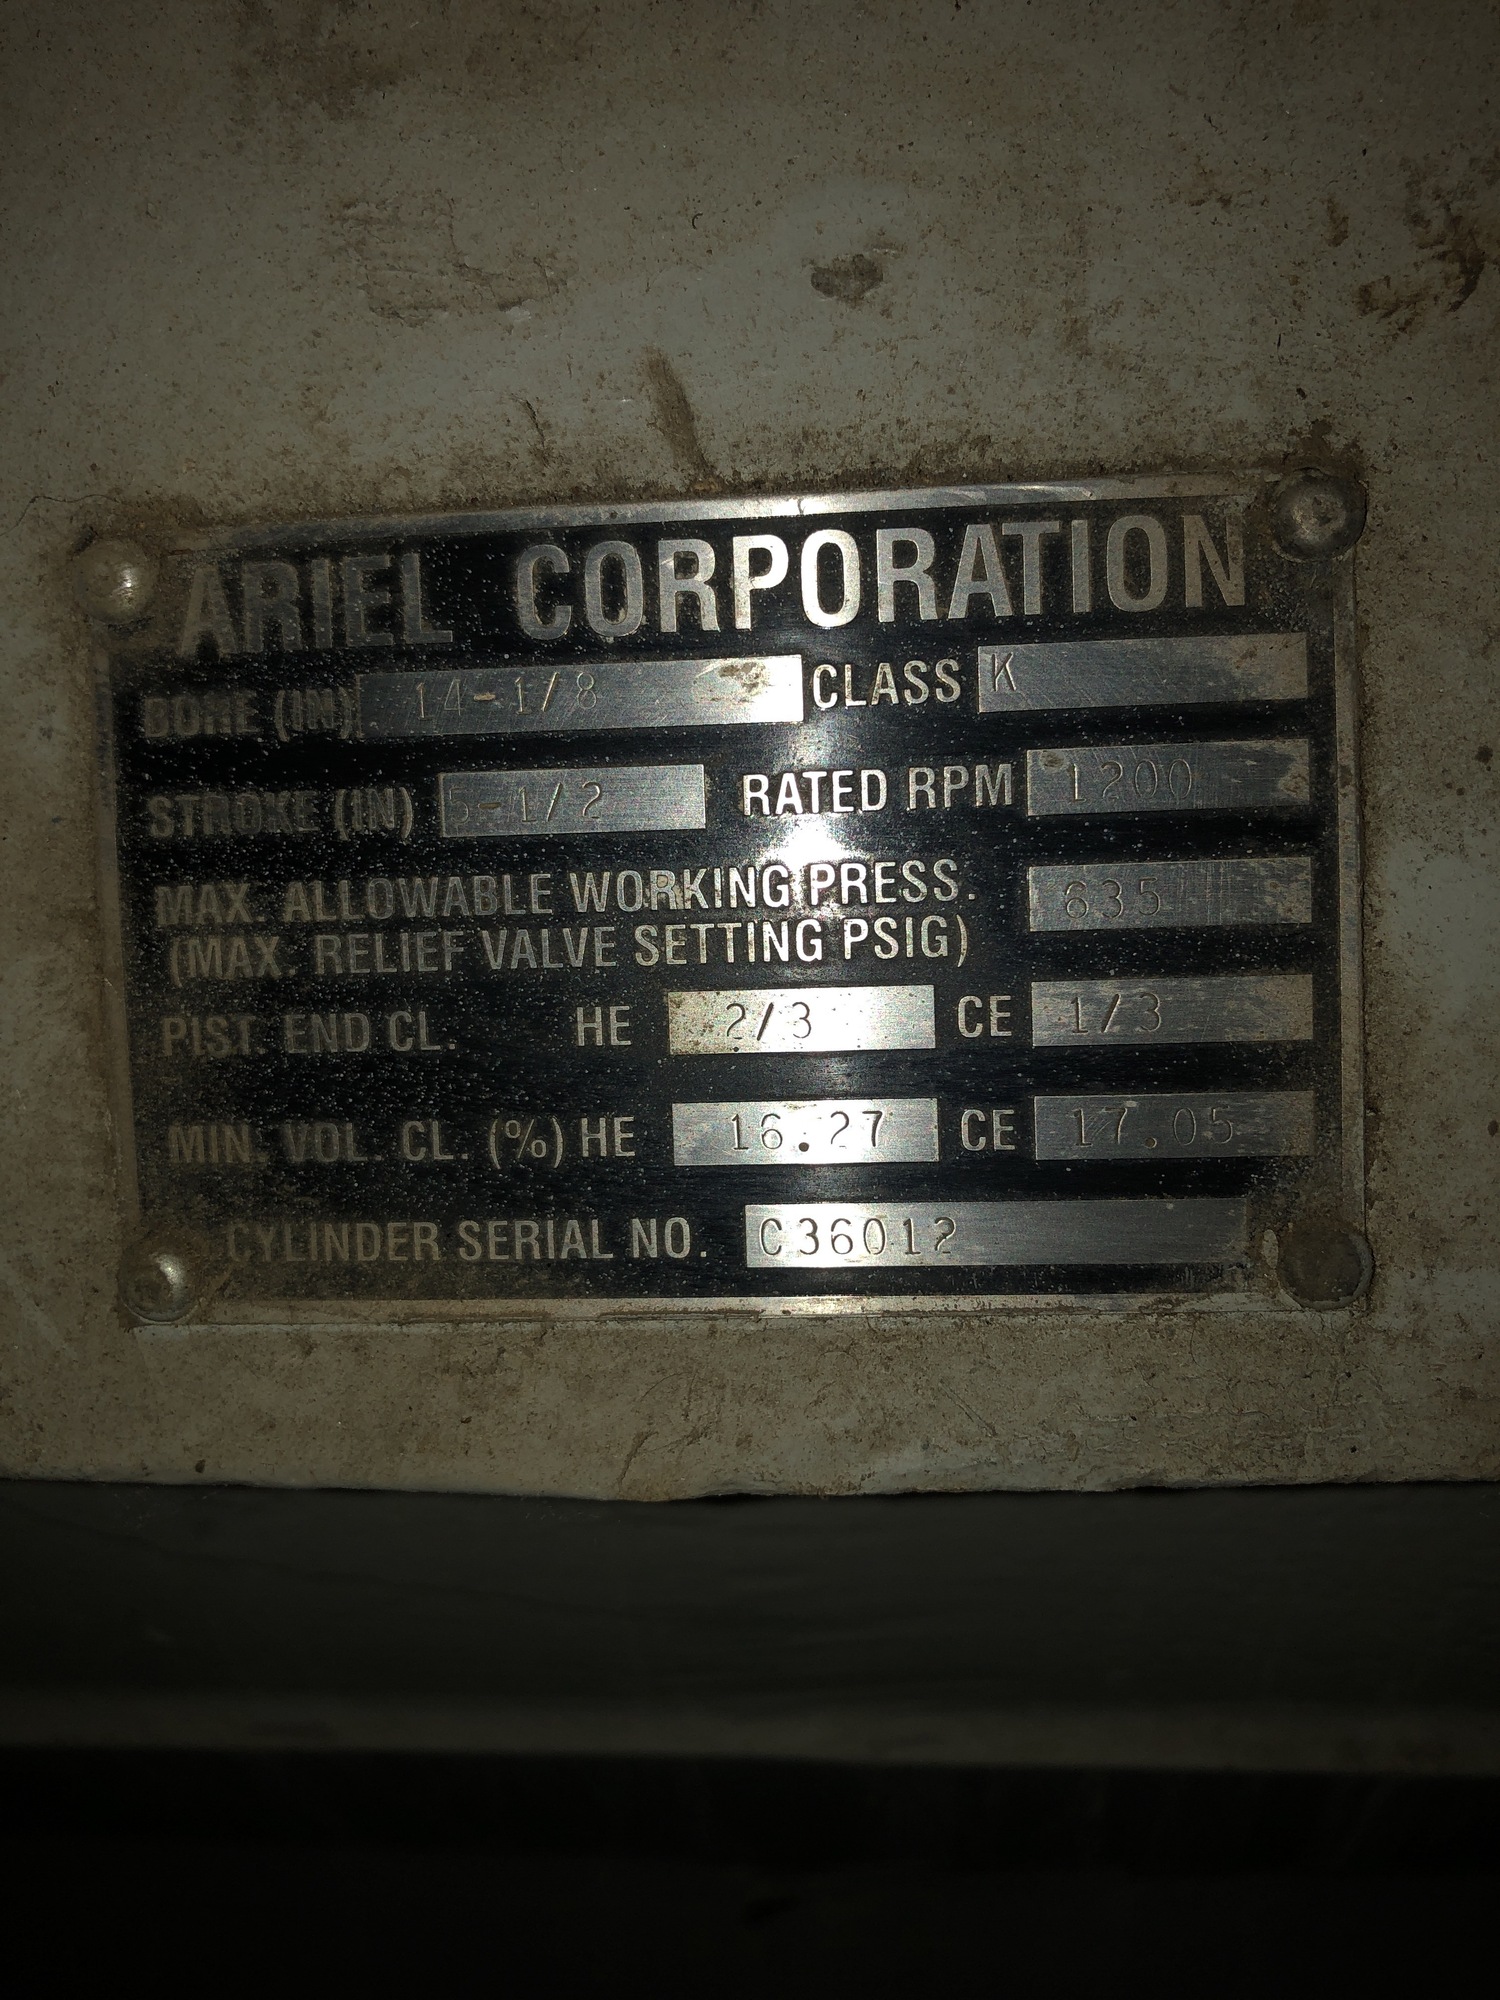 ARIEL CORPORATION
BORE (IN) 14-1/8 CLASS K
STROKE (IN) 5-1/2 RATED RPM 1200
MAX. ALLOWABLE WORKING PRESS. 635
(MAX. RELIEF VALVE SETTING PSIG)
PIST. END CL. HE 2/3 CE 1/3
MIN. VOL. CL. (%) HE 16.27 CE 17.05
CYLINDER SERIAL NO. C36012